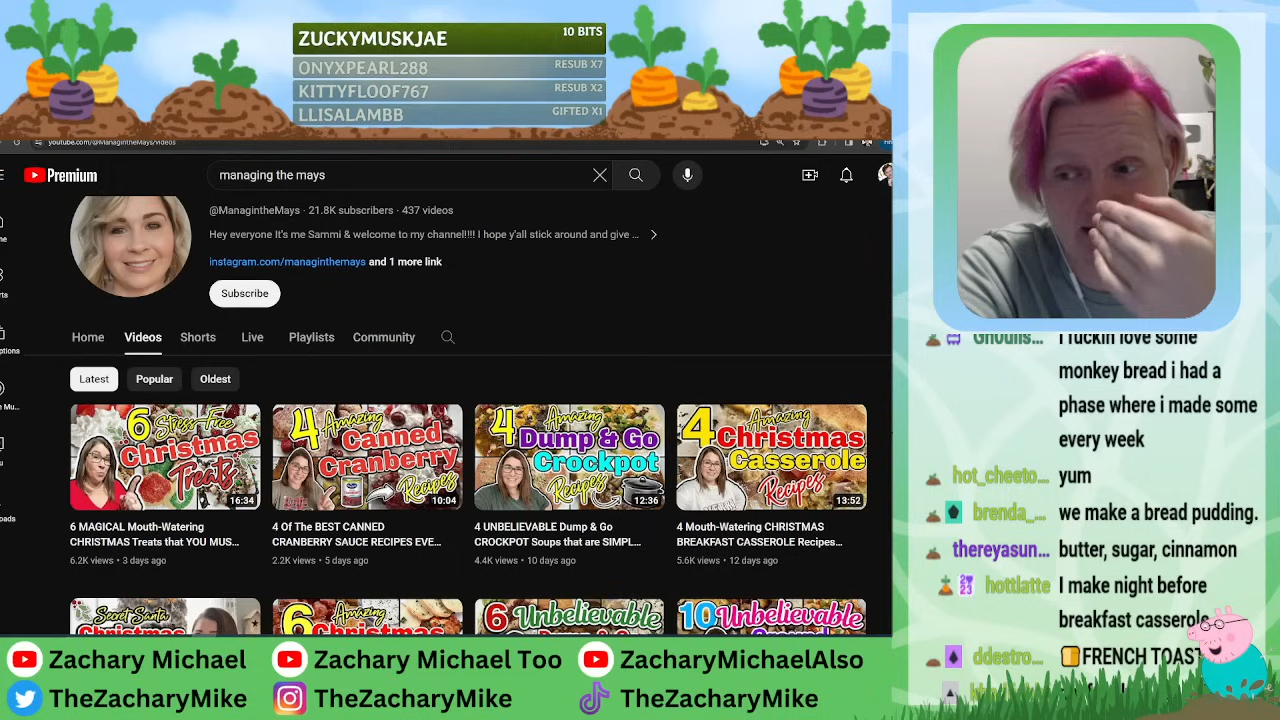 ZUCKYMUSKJAE 10 BITS
ONYXPEARL288 RESUB X7
KITTYFLOOF767 RESUB X2
LLISALAMBB GIFTED X1
youtube.com/@ManagintheMays/videos
Premium
managing the mays
@ManagintheMays · 21.8K subscribers · 437 videos
Hey everyone It's me Sammi & welcome to my channel!!!! I hope y'all stick around and give ...
instagram.com/managinthemays and 1 more link
Subscribe
Home Videos Shorts Live Playlists Community
Latest Popular Oldest
6 Stress-Free Christmas Treats 16:34
4 Amazing Canned Cranberry Recipes 10:04
4 Amazing Dump & Go Crockpot Recipes 12:36
4 Amazing Christmas Casserole Recipes 13:52
6 MAGICAL Mouth-Watering
CHRISTMAS Treats that YOU MUS...
6.2K views · 3 days ago
4 Of The BEST CANNED
CRANBERRY SAUCE RECIPES EVE...
2.2K views · 5 days ago
4 UNBELIEVABLE Dump & Go
CROCKPOT Soups that are SIMPL...
4.4K views · 10 days ago
4 Mouth-Watering CHRISTMAS
BREAKFAST CASSEROLE Recipes...
5.6K views · 12 days ago
Secret Santa
6 Amazing
6 Unbelievable
10 Unbelievable
Ghoulis... I fuckin love some
monkey bread i had a
phase where i made some
every week
hot_cheeto... yum
brenda_... we make a bread pudding.
thereyasun... butter, sugar, cinnamon
hottlatte I make night before
breakfast casserole
ddestro... FRENCH TOAST
Zachary Michael Zachary Michael Too ZacharyMichaelAlso
TheZacharyMike TheZacharyMike TheZacharyMike